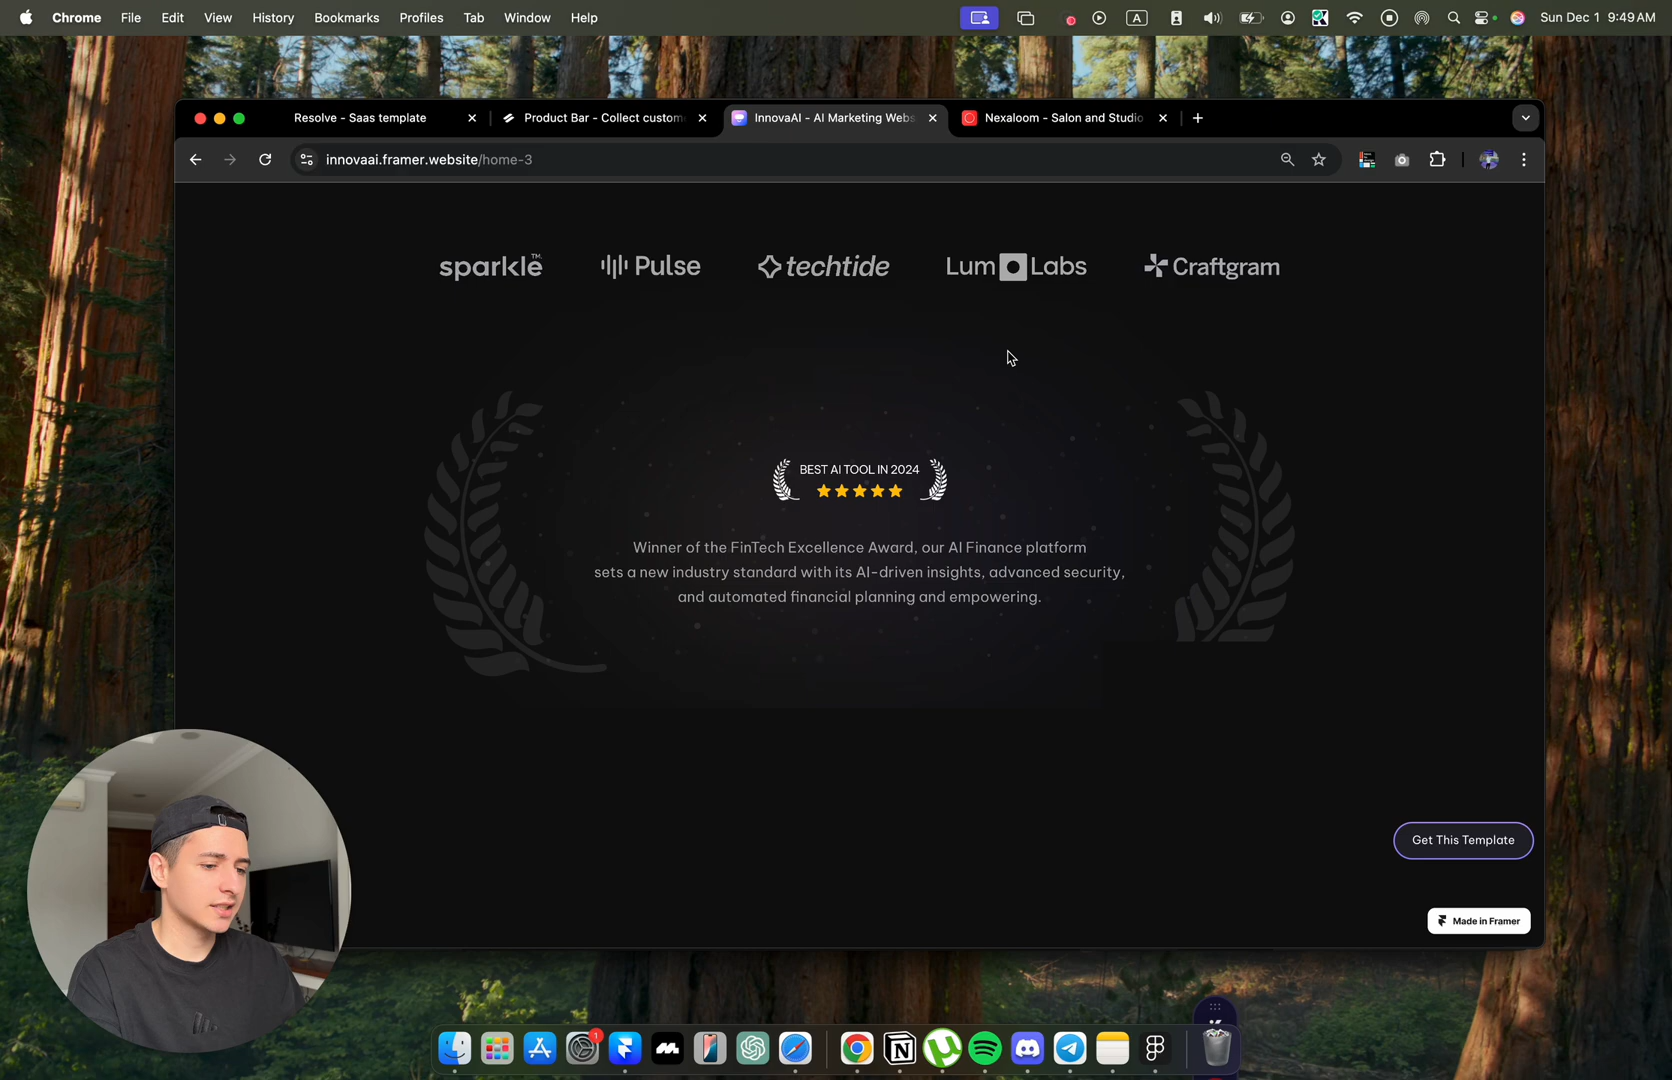 Chrome File Edit View History Bookmarks Profiles Tab Window Help
A
Sun Dec 1 9:49 AM
Resolve - Saas template
Product Bar - Collect custom
InnovaAI - AI Marketing Webs
Nexaloom - Salon and Studio
innovaai.framer.website/home-3
sparkle™
Pulse
techtide
Lum Labs
Craftgram
BEST AI TOOL IN 2024
Winner of the FinTech Excellence Award, our AI Finance platform
sets a new industry standard with its AI-driven insights, advanced security,
and automated financial planning and empowering.
Get This Template
Made in Framer
1